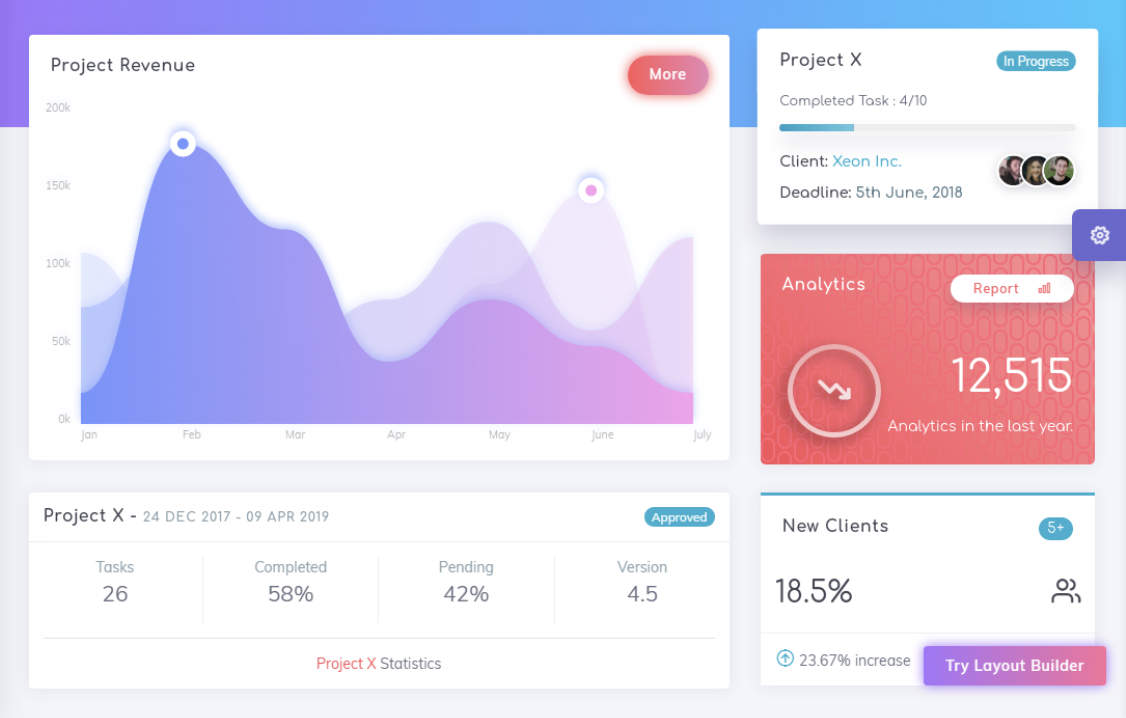 Project Revenue
More
200k
150k
100k
50k
0k
Jan Feb Mar Apr May June July
Project X
In Progress
Completed Task : 4/10
Client: Xeon Inc.
Deadline: 5th June, 2018
Analytics
Report
12,515
Analytics in the last year.
Project X - 24 DEC 2017 - 09 APR 2019
Approved
Tasks Completed Pending Version
26 58% 42% 4.5
Project X Statistics
New Clients
5+
18.5%
23.67% increase
Try Layout Builder